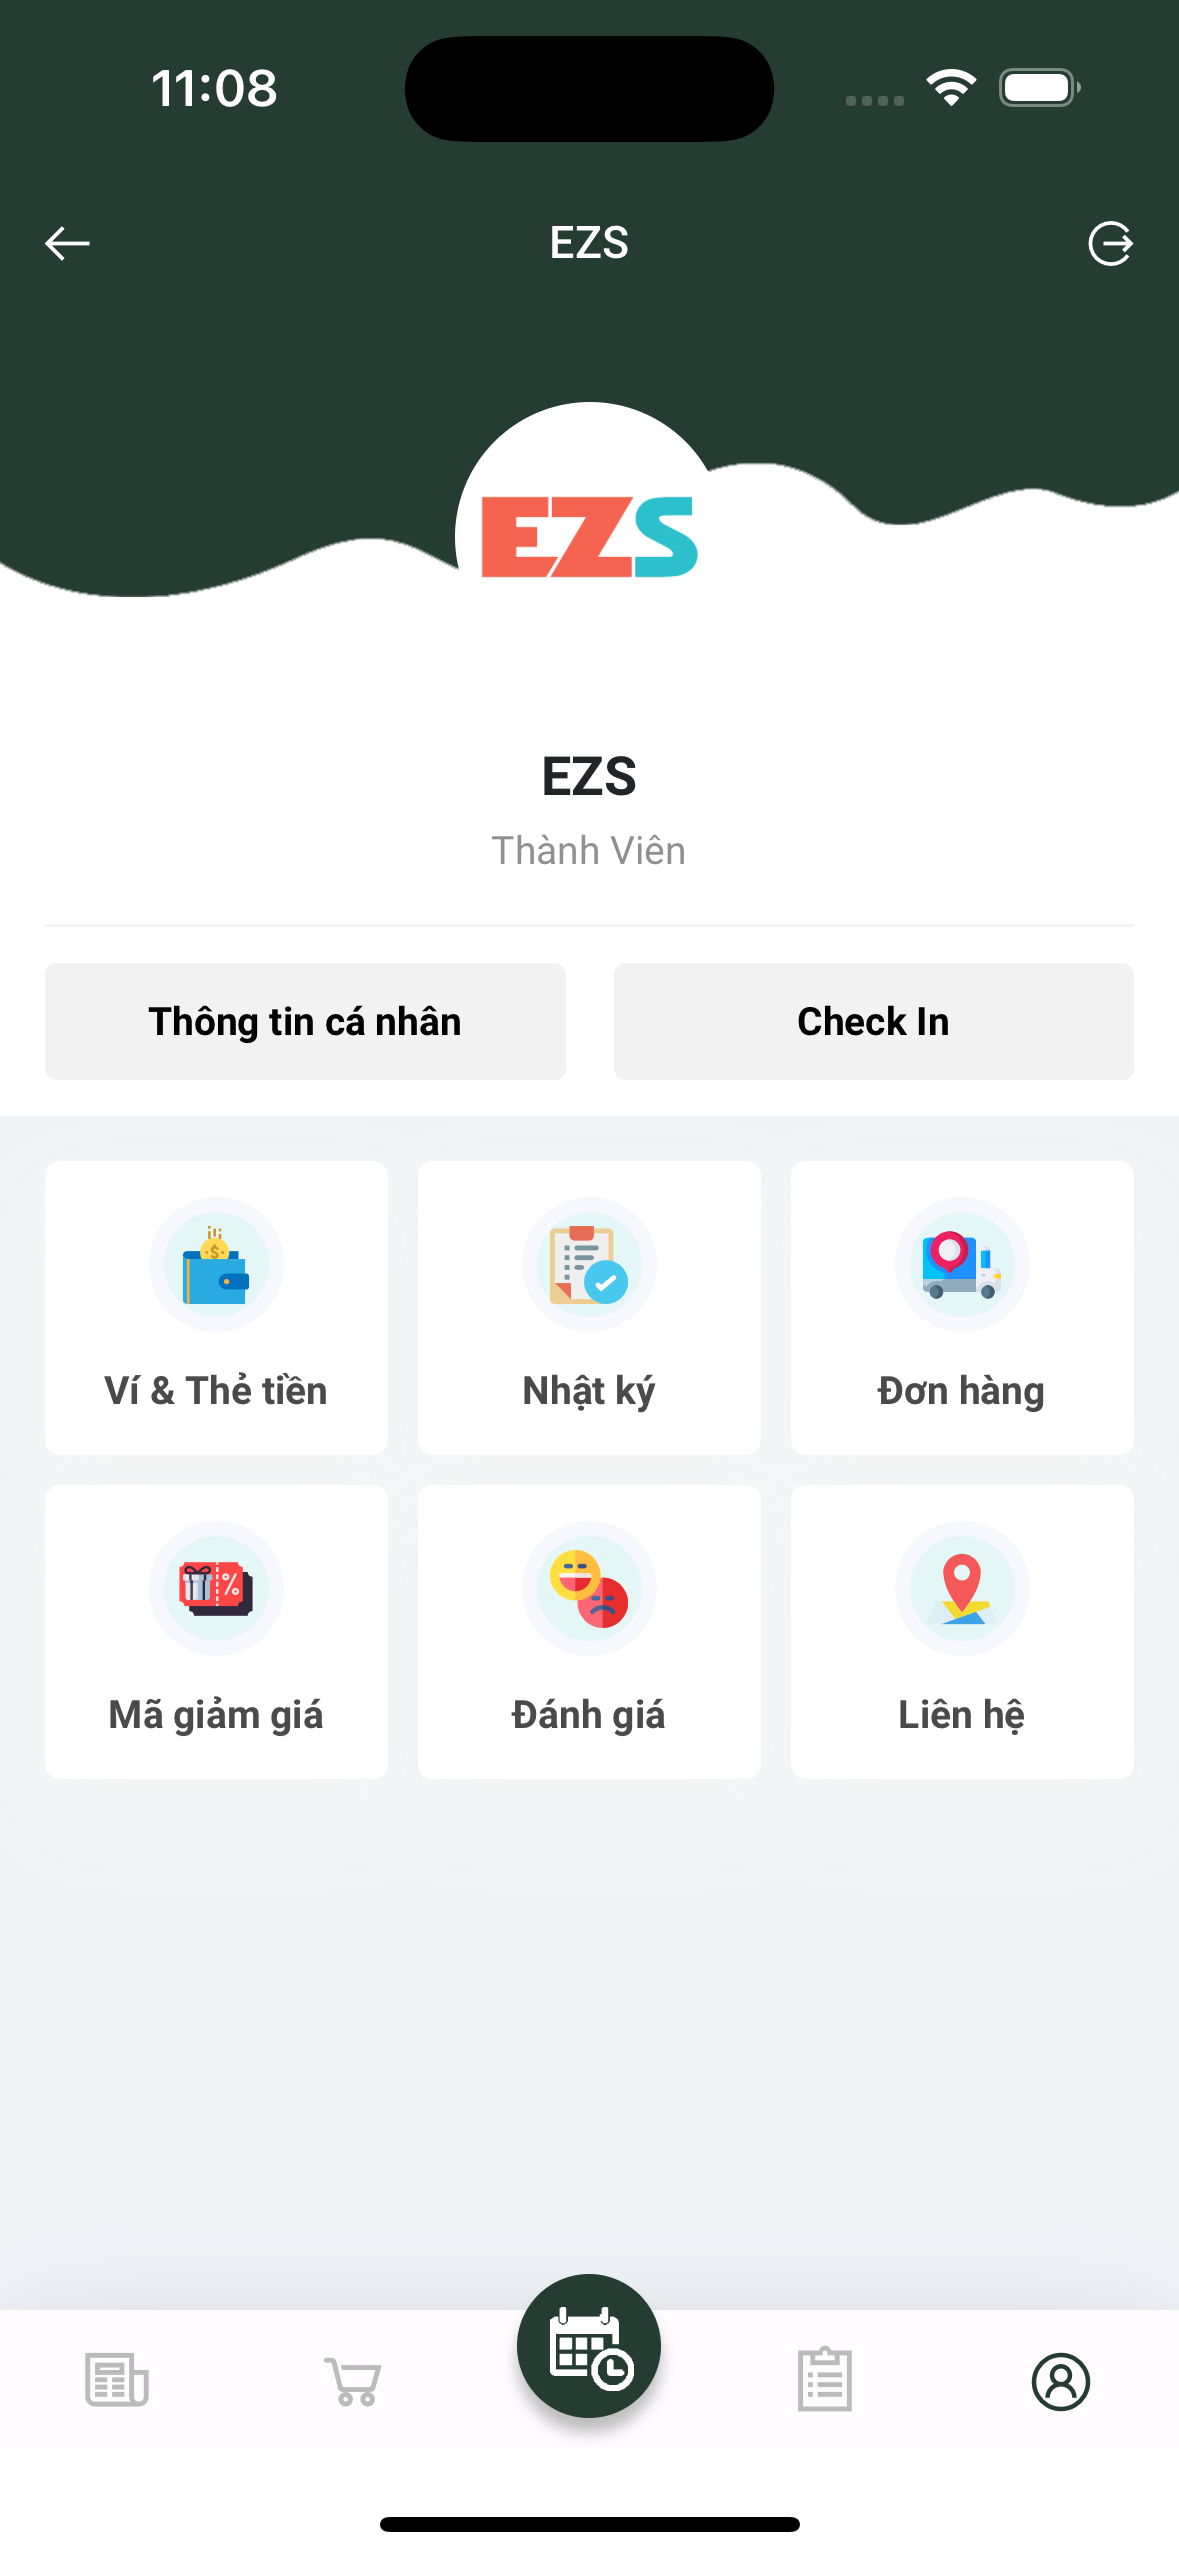 11:08
EZS
EZS
EZS
Thành Viên
Thông tin cá nhân
Check In
Ví & Thẻ tiền
Nhật ký
Đơn hàng
Mã giảm giá
Đánh giá
Liên hệ